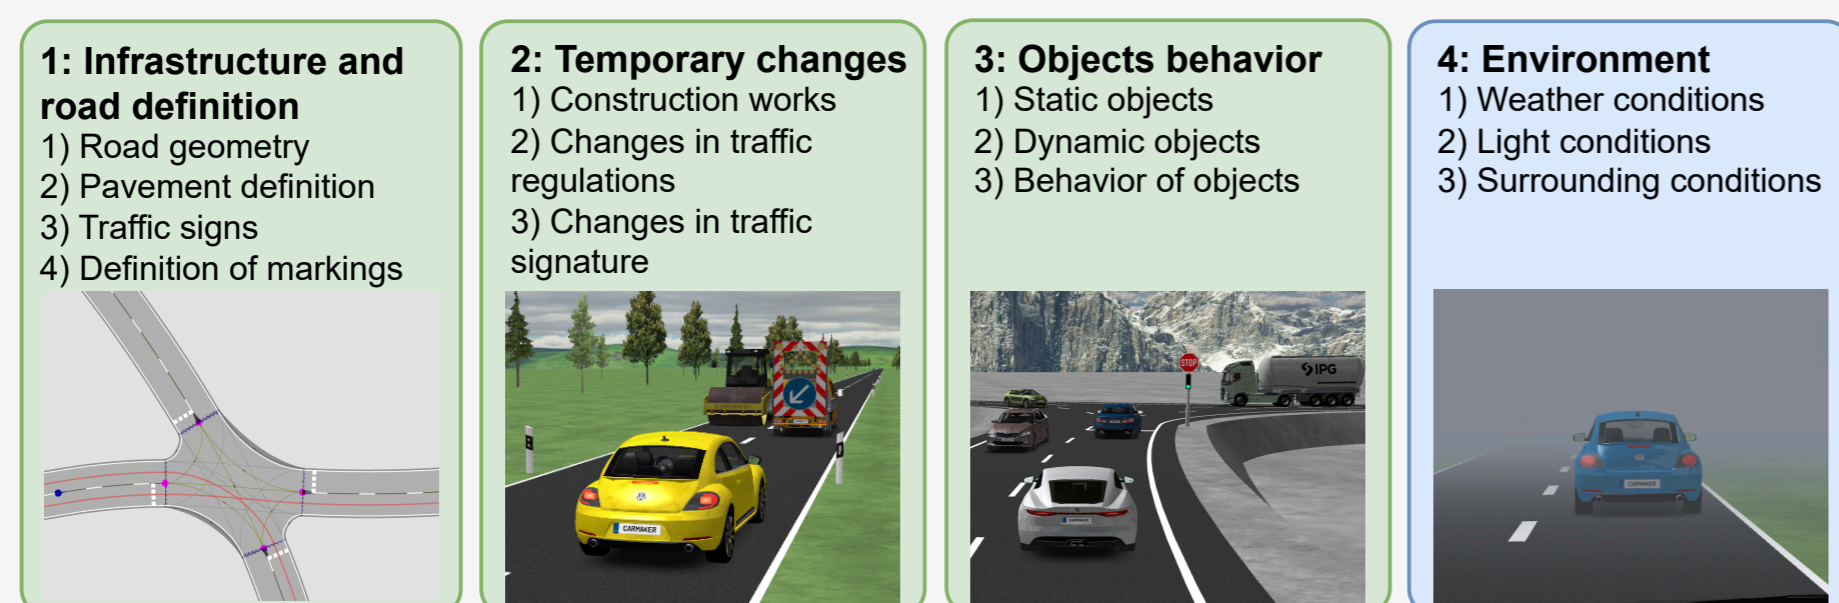 1: Infrastructure and
road definition
1) Road geometry
2) Pavement definition
3) Traffic signs
4) Definition of markings
2: Temporary changes
1) Construction works
2) Changes in traffic
regulations
3) Changes in traffic
signature
CARMAKER
3: Objects behavior
1) Static objects
2) Dynamic objects
3) Behavior of objects
STOP
IPG
CARMAKER
4: Environment
1) Weather conditions
2) Light conditions
3) Surrounding conditions
CARMAKER